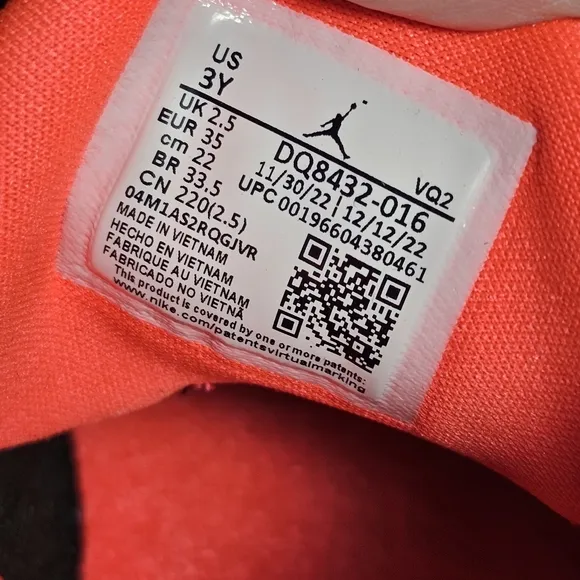 US
3Y
UK 2.5
EUR 35
cm 22
BR 33.5
CN 220(2.5)
DQ8432-016 VQ2
11/30/22 | 12/12/22
UPC 00196604380461
04M1AS2RQGJVR
MADE IN VIETNAM
HECHO EN VIETNAM
FABRIQUE AU VIETNAM
FABRICADO NO VIETNÃ
This product is covered by one or more patents:
www.nike.com/patentsvirtualmarking